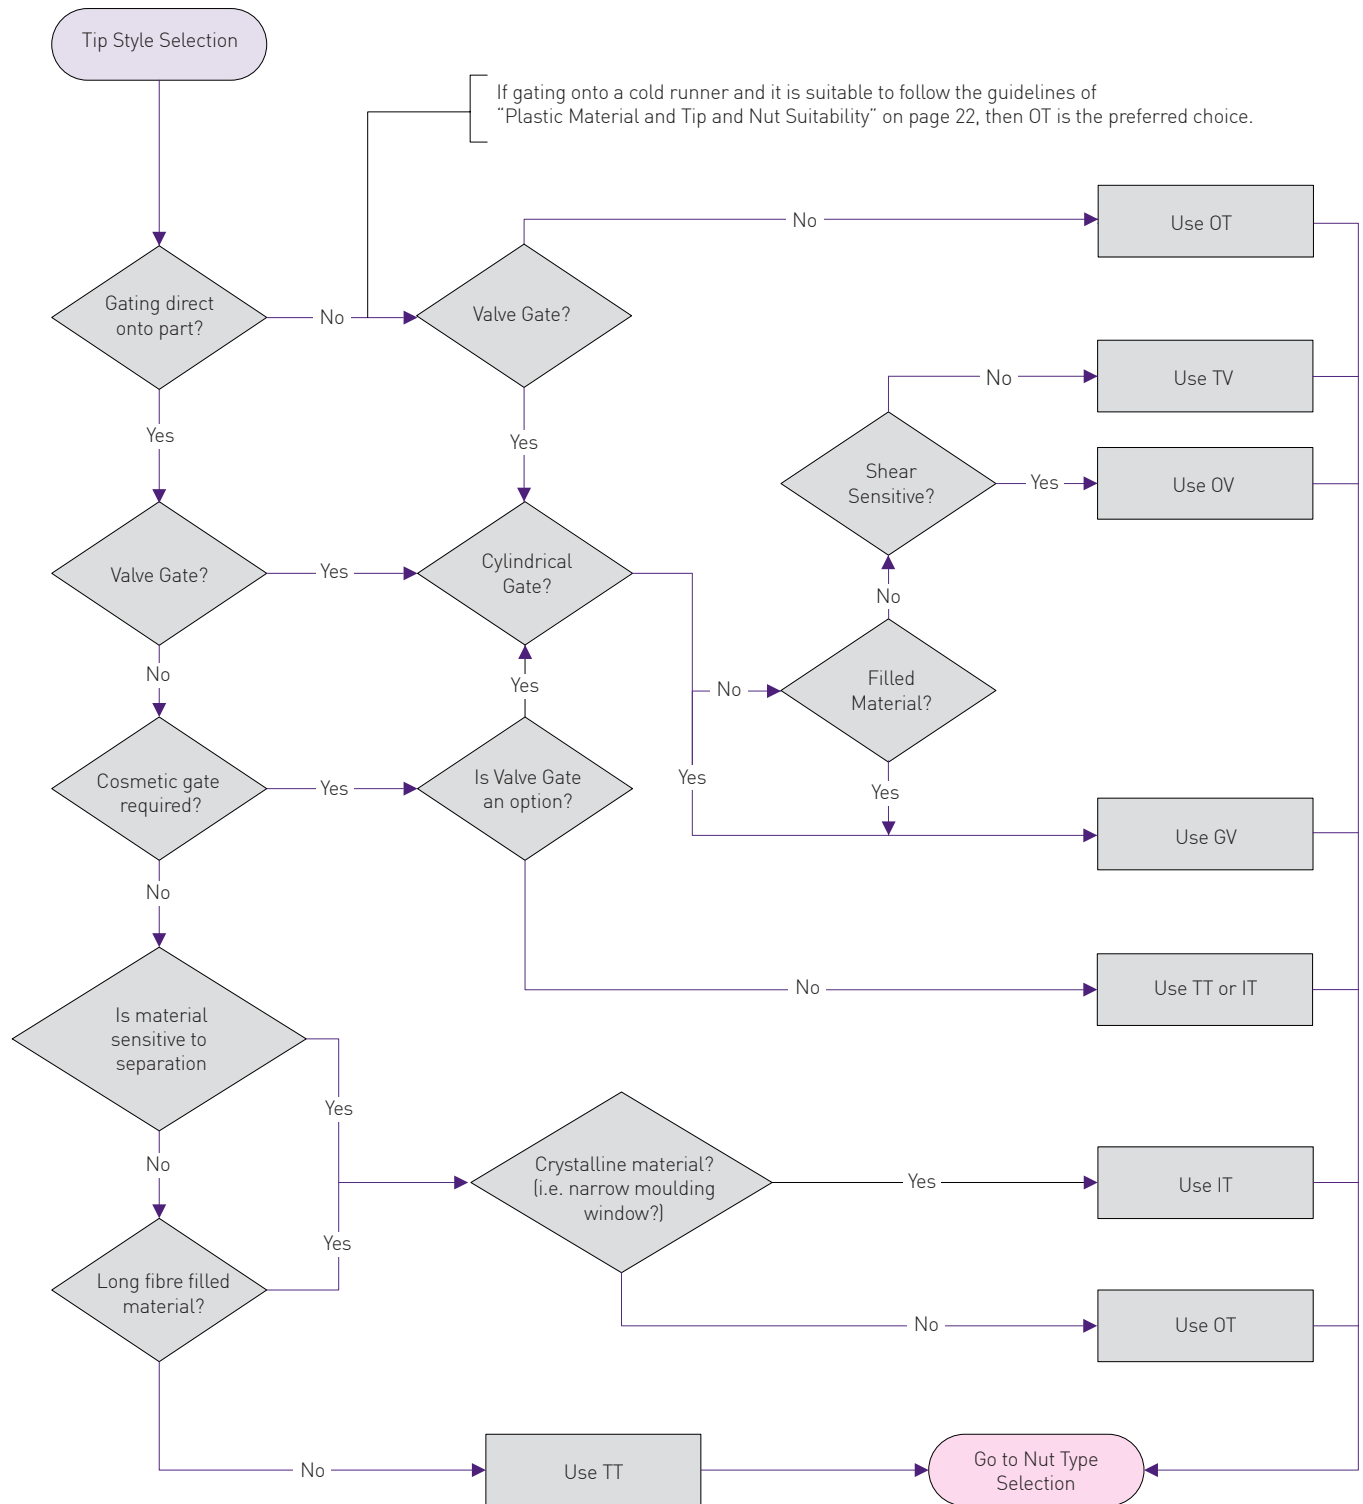 Tip Style Selection
If gating onto a cold runner and it is suitable to follow the guidelines of
“Plastic Material and Tip and Nut Suitability” on page 22, then OT is the preferred choice.
No
Use OT
Gating direct
onto part?
No
Valve Gate?
Yes
Yes
No
Use TV
Shear
Sensitive?
Yes
Use OV
Valve Gate?
Yes
Cylindrical
Gate?
No
No
Yes
No
Filled
Material?
Cosmetic gate
required?
Yes
Is Valve Gate
an option?
Yes
Yes
Use GV
No
No
Use TT or IT
Is material
sensitive to
separation
Yes
No
Crystalline material?
(i.e. narrow moulding
window?)
Yes
Use IT
Yes
Long fibre filled
material?
No
Use OT
No
Use TT
Go to Nut Type
Selection